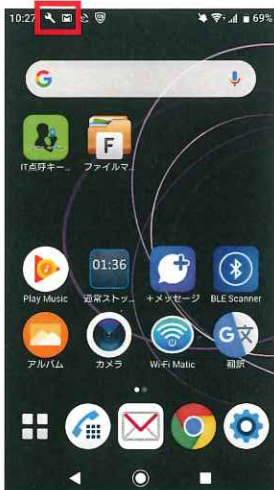 10:27
69%
IT点呼キー...
F
ファイルマ...
01:36
Play Music
通常ストッ...
+メッセージ
BLE Scanner
アルバム
カメラ
Wi-Fi Matic
翻訳